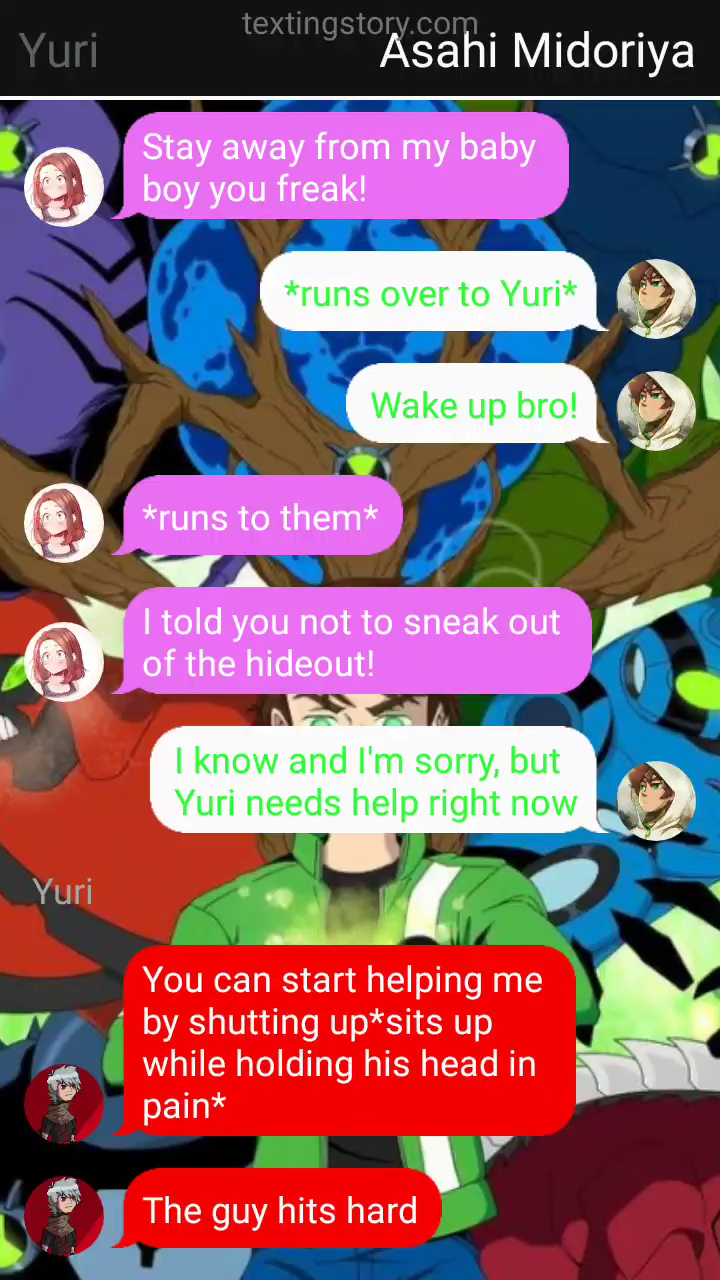 textingstory.com
Yuri
Asahi Midoriya
Stay away from my baby
boy you freak!
*runs over to Yuri*
Wake up bro!
*runs to them*
I told you not to sneak out
of the hideout!
I know and I'm sorry, but
Yuri needs help right now
Yuri
You can start helping me
by shutting up*sits up
while holding his head in
pain*
The guy hits hard